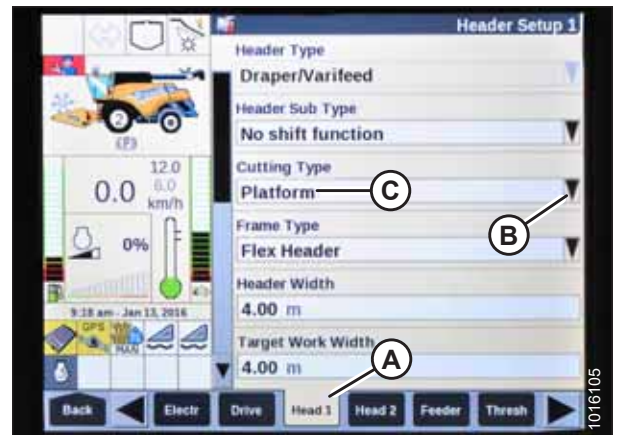 Header Setup 1
Header Type
Draper/Varifeed
Header Sub Type
No shift function
Cutting Type
Platform
C
B
Frame Type
Flex Header
Header Width
4.00 m
Target Work Width
4.00 m
A
2
(P)
12.0
0.0 6.0
km/h
0%
9:18 am - Jan 13, 2016
GPS
MAN
Back Electr Drive Head 1 Head 2 Feeder Thresh
1016105